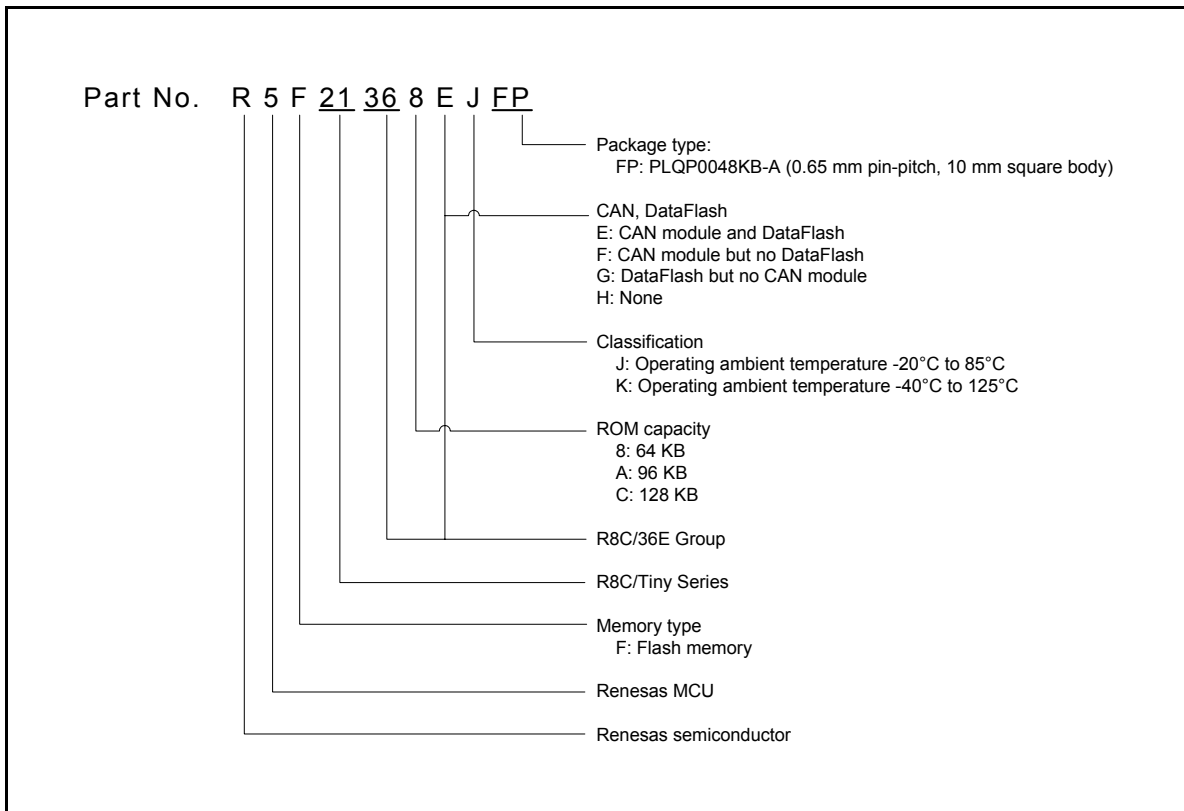 Part No. R 5 F 21 36 8 E J FP
Package type:
FP: PLQP0048KB-A (0.65 mm pin-pitch, 10 mm square body)
CAN, DataFlash
E: CAN module and DataFlash
F: CAN module but no DataFlash
G: DataFlash but no CAN module
H: None
Classification
J: Operating ambient temperature -20°C to 85°C
K: Operating ambient temperature -40°C to 125°C
ROM capacity
8: 64 KB
A: 96 KB
C: 128 KB
R8C/36E Group
R8C/Tiny Series
Memory type
F: Flash memory
Renesas MCU
Renesas semiconductor